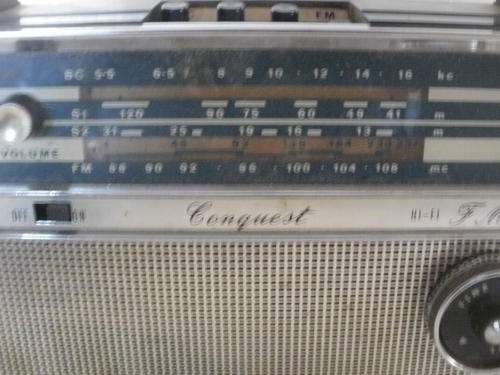 FM
BC 5·5 6·5 7 8 9 10 · 12 · 14 · 16 kc
S1 120 90 75 60 49 41 m
S2 31 25 19 16 13 m
VOLUME
FM 88 90 92 · 96 · 100 · 104 · 108 mc
OFF ON Conquest HI-FI